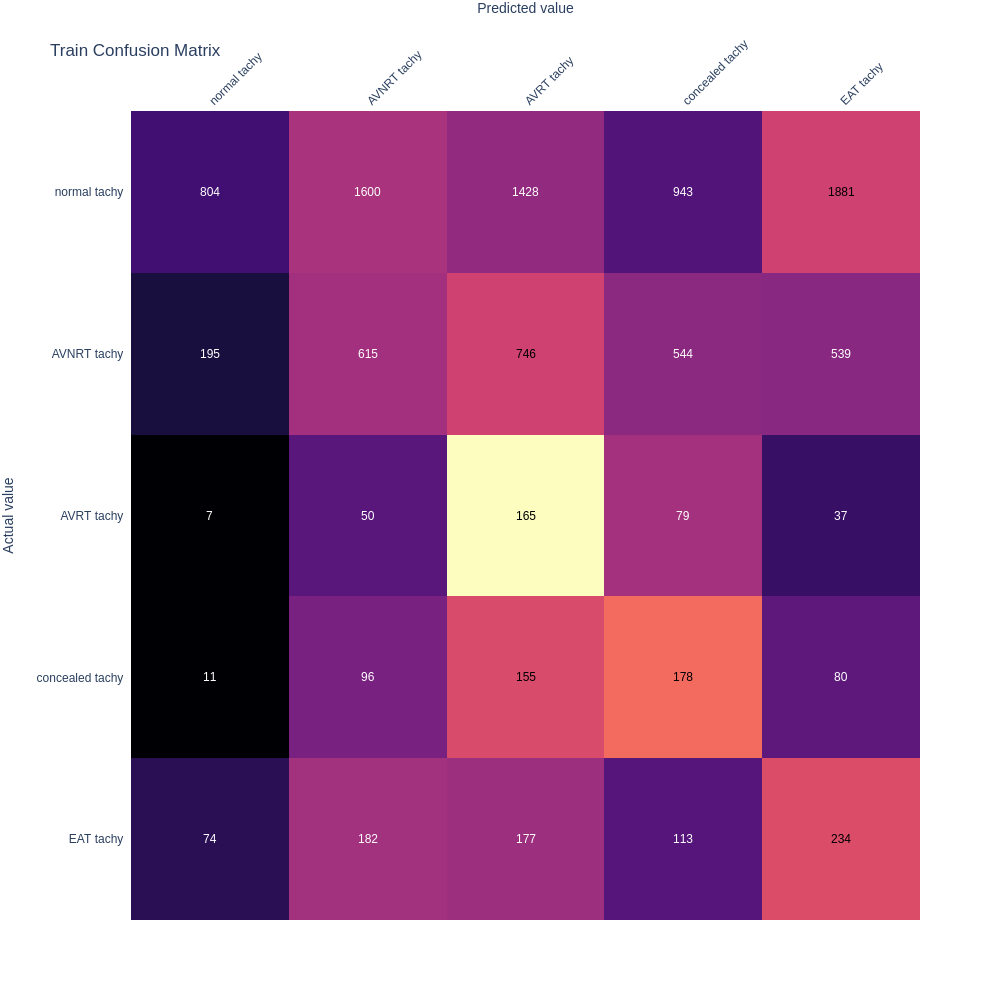 Predicted value
Train Confusion Matrix
normal tachy AVNRT tachy AVRT tachy concealed tachy EAT tachy
normal tachy 804 1600 1428 943 1881
AVNRT tachy 195 615 746 544 539
AVRT tachy 7 50 165 79 37
concealed tachy 11 96 155 178 80
EAT tachy 74 182 177 113 234
Actual value